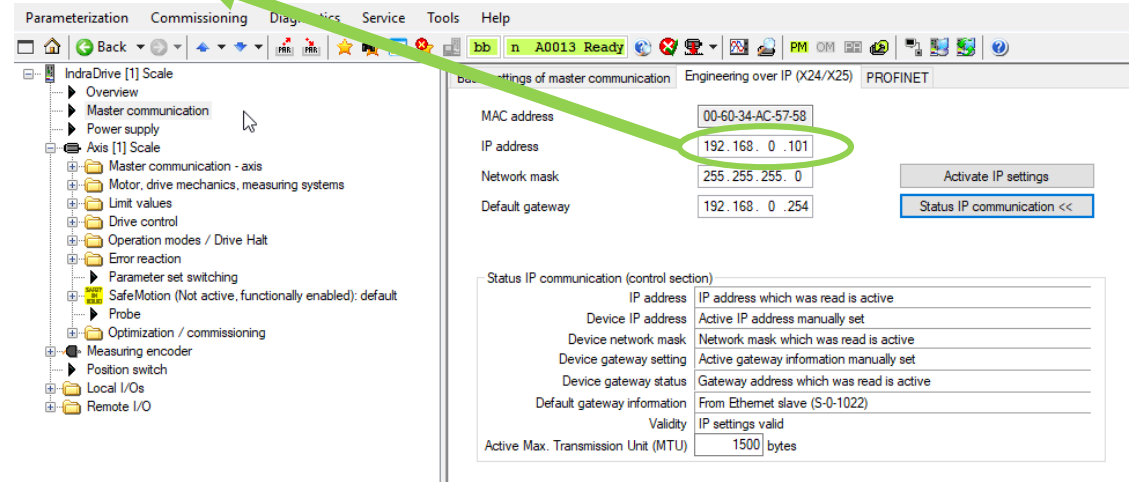 Parameterization Commissioning Diagnostics Service Tools Help
Back bb n A0013 Ready PM OM
IndraDrive [1] Scale
Overview
Master communication
Power supply
Axis [1] Scale
Master communication - axis
Motor, drive mechanics, measuring systems
Limit values
Drive control
Operation modes / Drive Halt
Error reaction
Parameter set switching
SafeMotion (Not active, functionally enabled): default
Probe
Optimization / commissioning
Measuring encoder
Position switch
Local I/Os
Remote I/O
settings of master communication Engineering over IP (X24/X25) PROFINET
MAC address 00-60-34-AC-57-58
IP address 192.168. 0 .101
Network mask 255.255.255. 0 Activate IP settings
Default gateway 192.168. 0 .254 Status IP communication <<
Status IP communication (control section)
IP address IP address which was read is active
Device IP address Active IP address manually set
Device network mask Network mask which was read is active
Device gateway setting Active gateway information manually set
Device gateway status Gateway address which was read is active
Default gateway information From Ethernet slave (S-0-1022)
Validity IP settings valid
Active Max. Transmission Unit (MTU) 1500 bytes